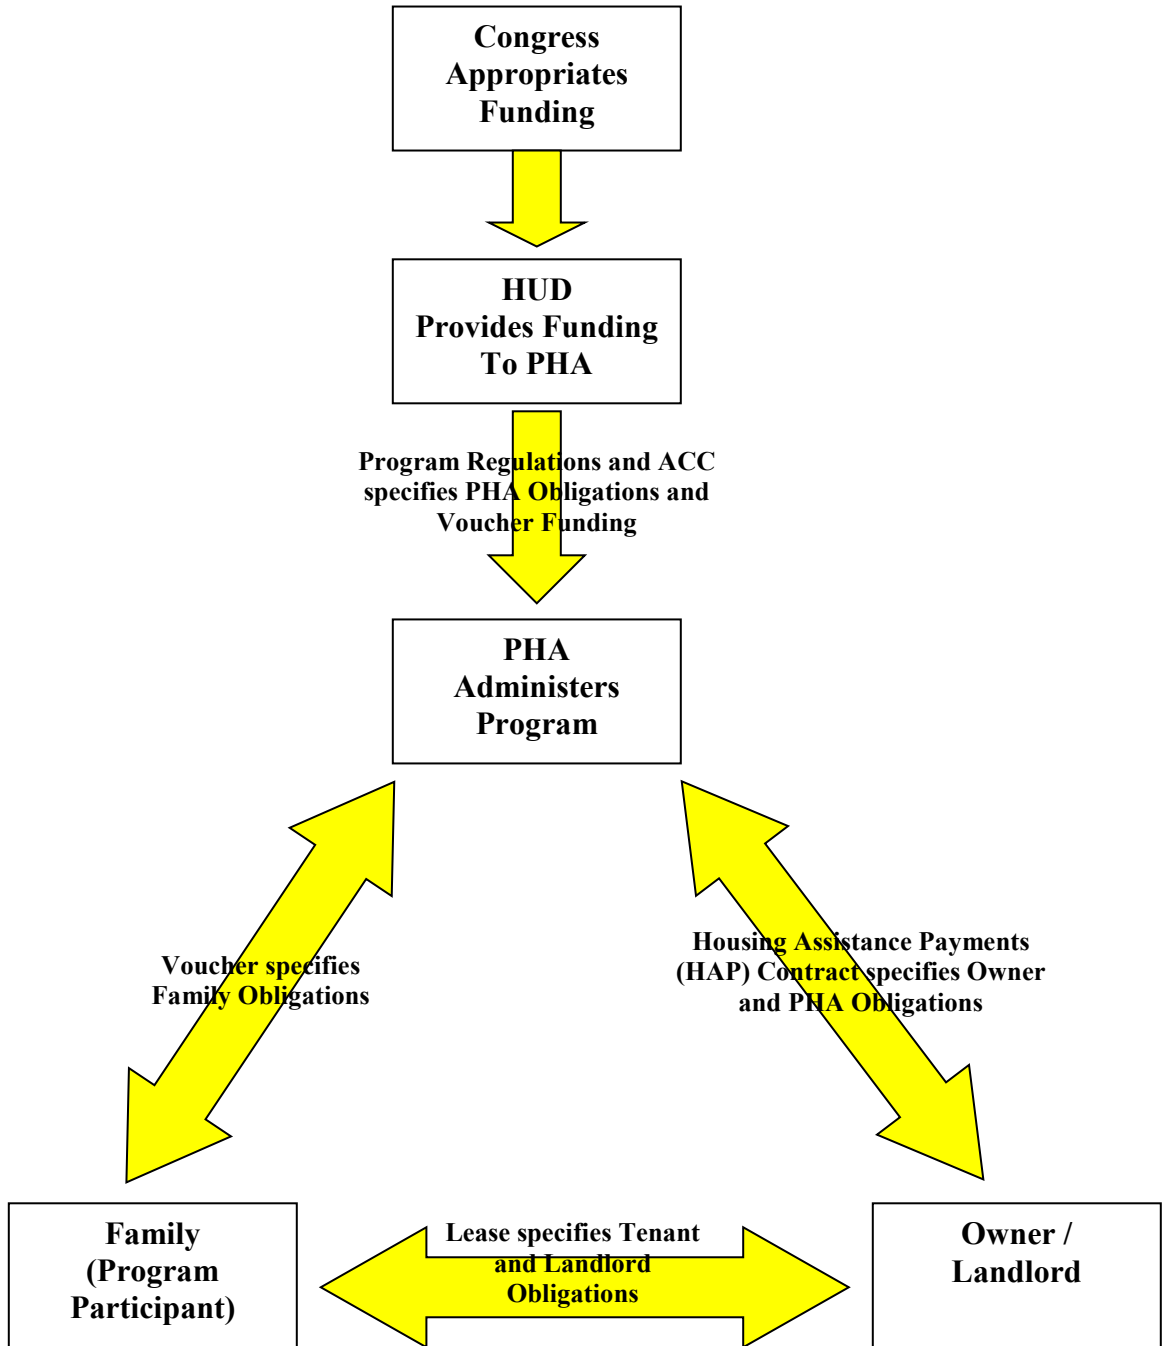 Congress
Appropriates
Funding
HUD
Provides Funding
To PHA
Program Regulations and ACC
specifies PHA Obligations and
Voucher Funding
PHA
Administers
Program
Voucher specifies
Family Obligations
Housing Assistance Payments
(HAP) Contract specifies Owner
and PHA Obligations
Family
(Program
Participant)
Lease specifies Tenant
and Landlord
Obligations
Owner /
Landlord